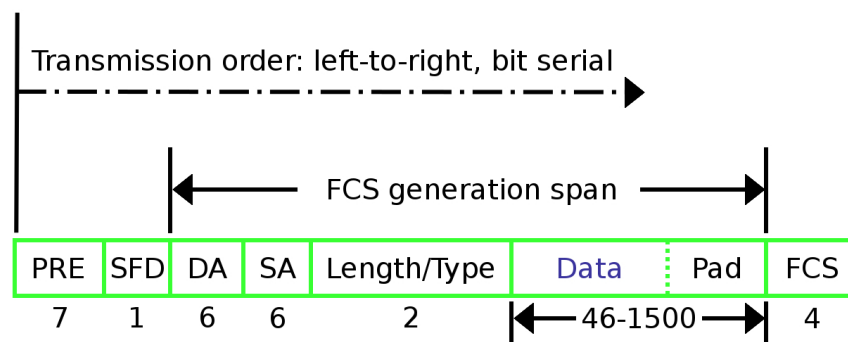 Transmission order: left-to-right, bit serial
FCS generation span
PRE SFD DA SA Length/Type Data Pad FCS
7 1 6 6 2 46-1500 4